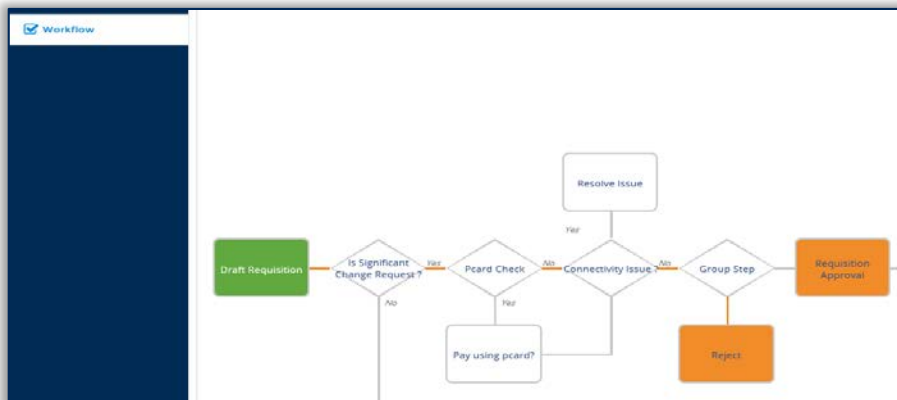 Workflow
Resolve Issue
Yes
Draft Requisition
Is Significant
Change Request ?
Yes
Pcard Check
No
Connectivity Issue ?
No
Group Step
Requisition
Approval
No
Yes
Pay using pcard?
Reject